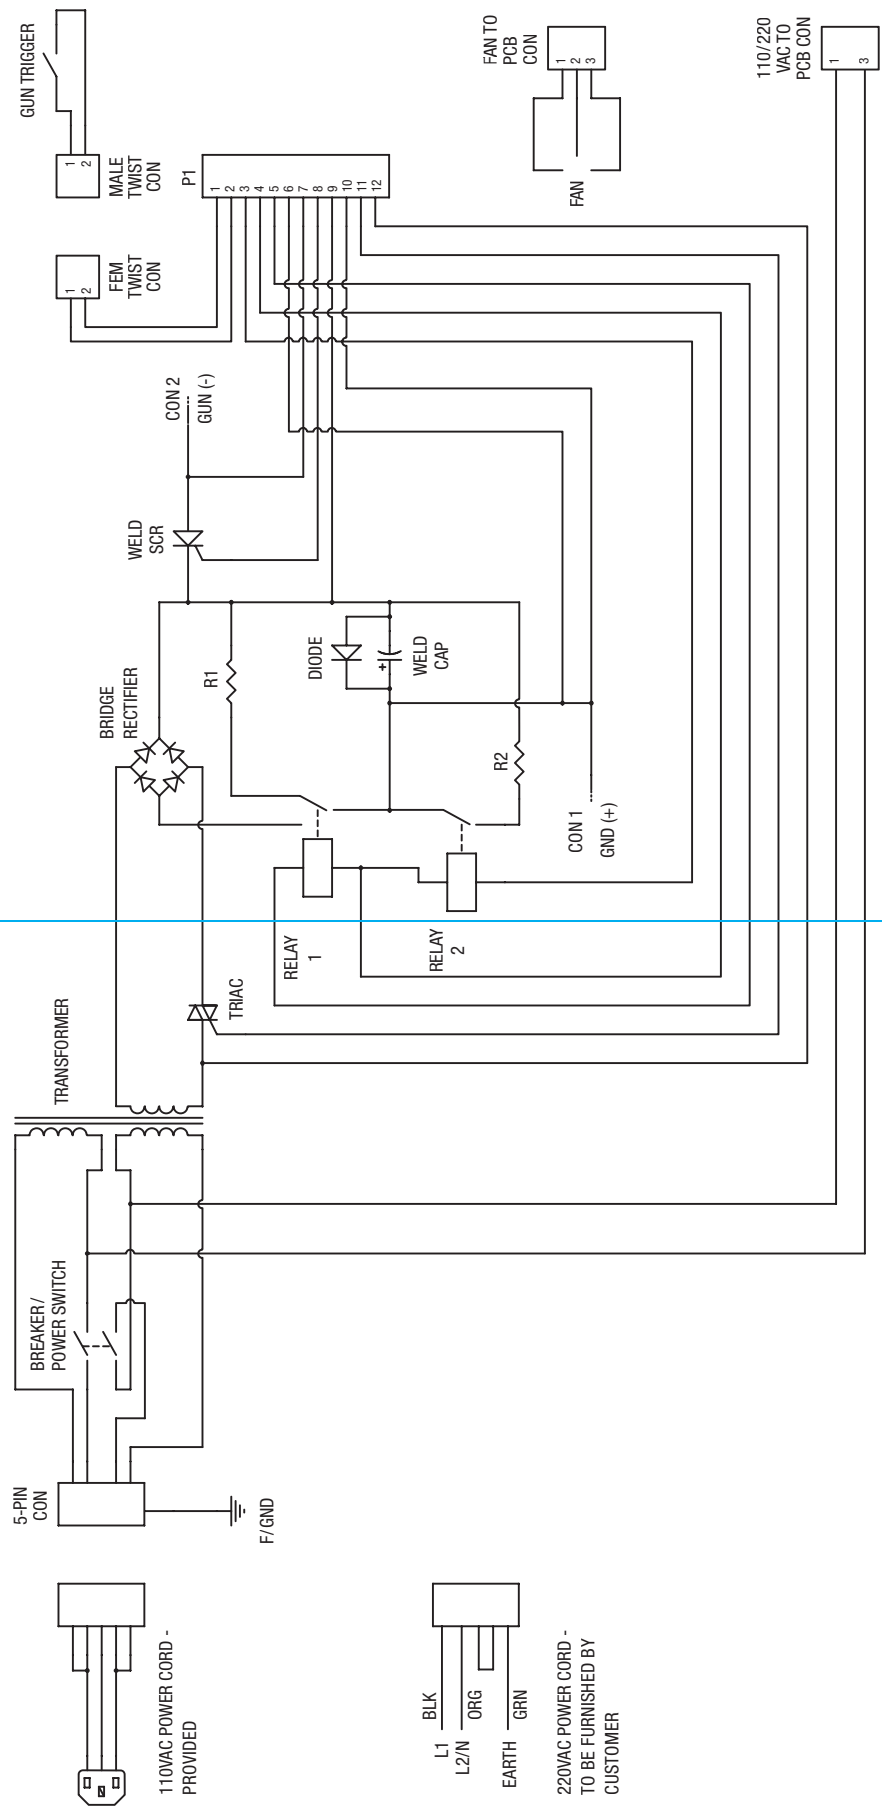 5-PIN
CON
BREAKER/
POWER SWITCH
TRANSFORMER
BRIDGE
RECTIFIER
WELD
SCR
CON 2
GUN (-)
FEM
TWIST
CON
1
2
MALE
TWIST
CON
1
2
GUN TRIGGER
F/GND
TRIAC
R1
DIODE
+
WELD
CAP
P1
1
2
3
4
5
6
7
8
9
10
11
12
RELAY
1
RELAY
2
R2
CON 1
GND (+)
FAN
FAN TO
PCB
CON
1
2
3
110/220
VAC TO
PCB CON
1
3
110VAC POWER CORD -
PROVIDED
L1
BLK
L2/N
ORG
EARTH
GRN
220VAC POWER CORD -
TO BE FURNISHED BY
CUSTOMER